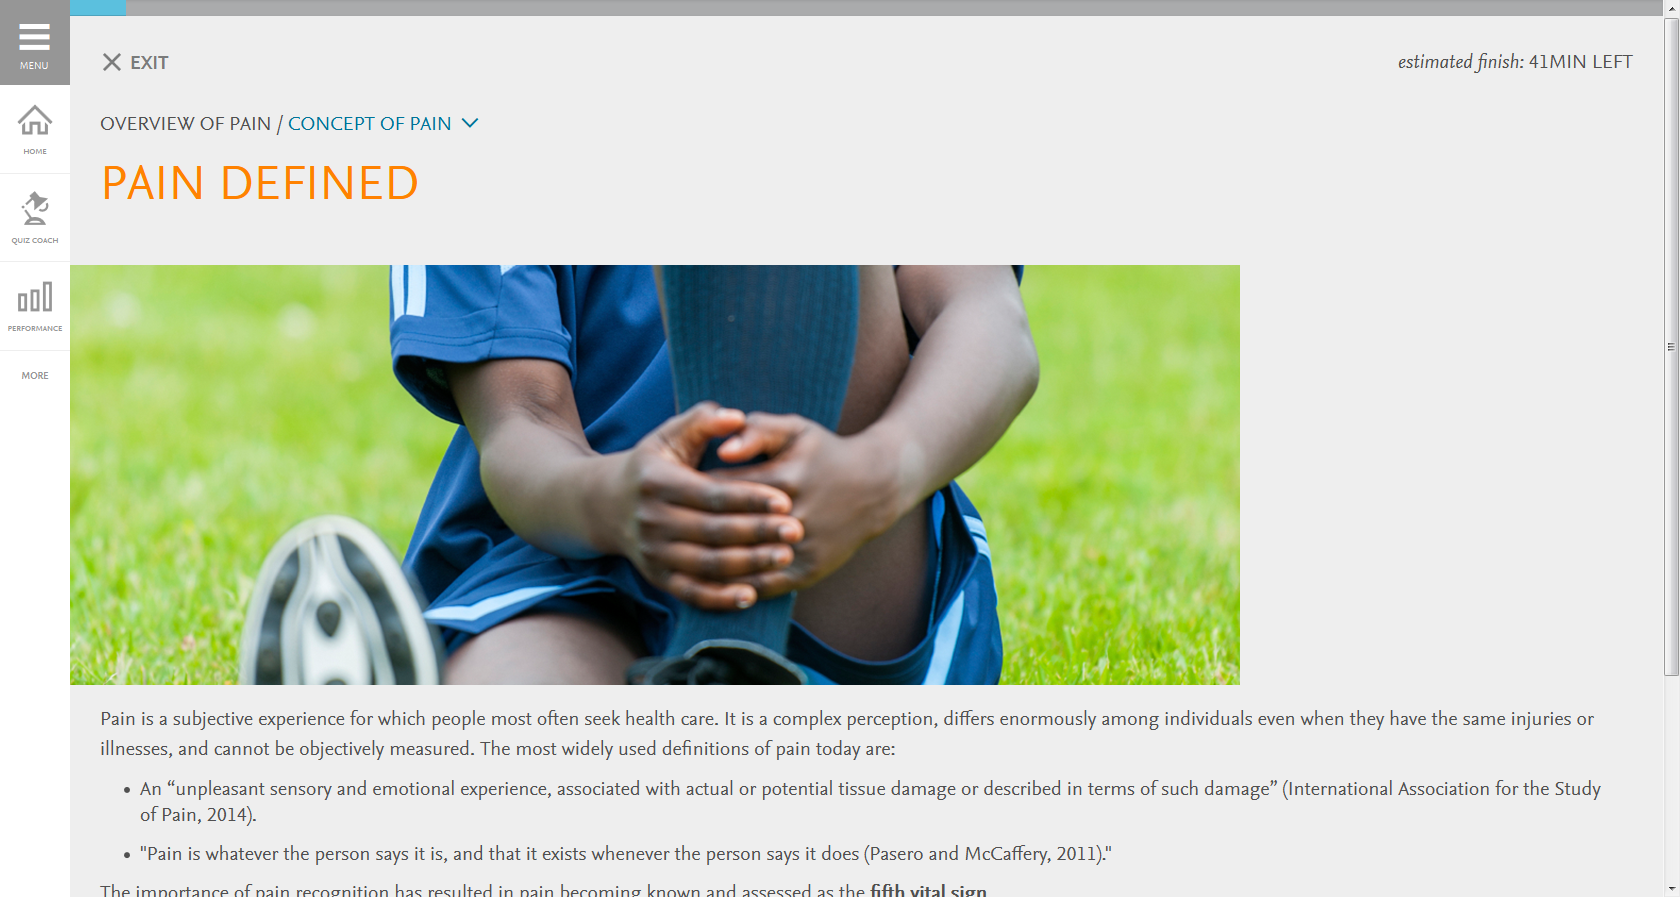 MENU
EXIT
estimated finish: 41MIN LEFT
HOME
OVERVIEW OF PAIN / CONCEPT OF PAIN
PAIN DEFINED
QUIZ COACH
PERFORMANCE
MORE
Pain is a subjective experience for which people most often seek health care. It is a complex perception, differs enormously among individuals even when they have the same injuries or
illnesses, and cannot be objectively measured. The most widely used definitions of pain today are:
• An “unpleasant sensory and emotional experience, associated with actual or potential tissue damage or described in terms of such damage” (International Association for the Study
of Pain, 2014).
• "Pain is whatever the person says it is, and that it exists whenever the person says it does (Pasero and McCaffery, 2011)."
The importance of pain recognition has resulted in pain becoming known and assessed as the fifth vital sign